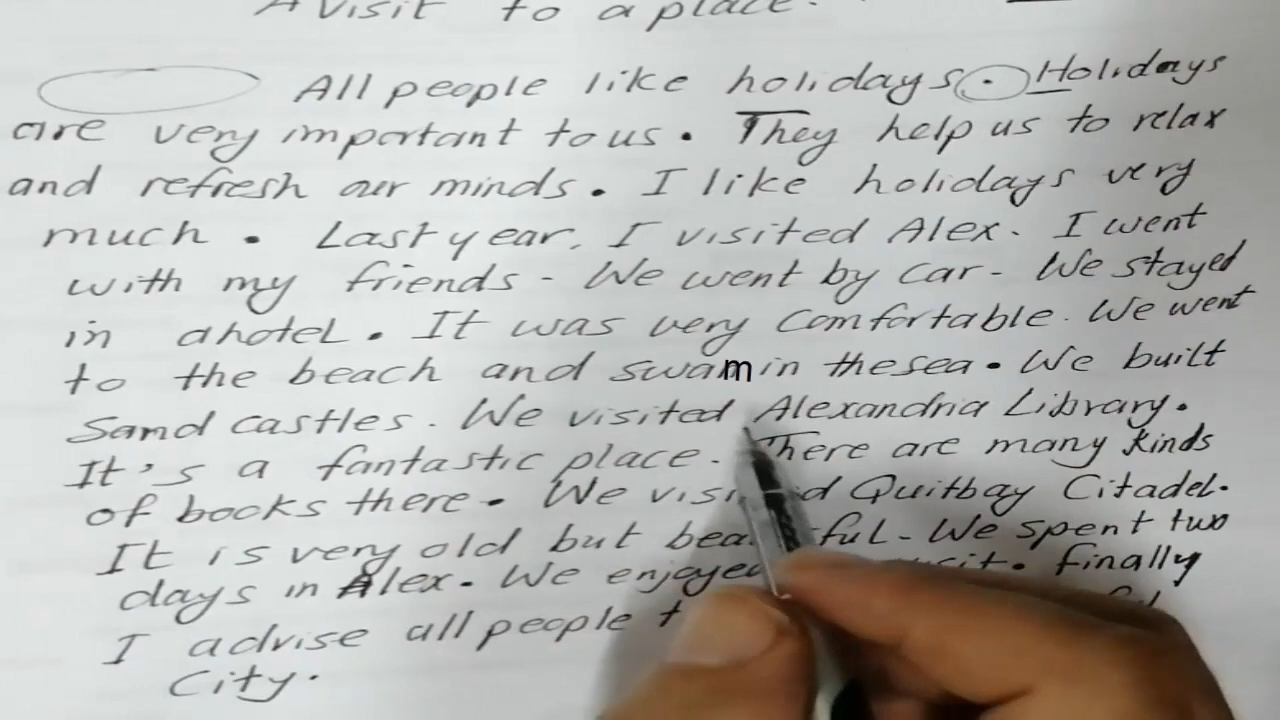 A visit to a place.
All people like holidays. Holidays
are very important to us. They help us to relax
and refresh our minds. I like holidays very
much. Last year, I visited Alex. I went
with my friends - We went by car - We stayed
in a hotel. It was very comfortable. We went
to the beach and swam in the sea. We built
Sand castles. We visited Alexandria Library.
It's a fantastic place. There are many kinds
of books there. We Quitbay Citadel.
It is very old but - We spent two
days in Alex. We finally
I advise all people
City.